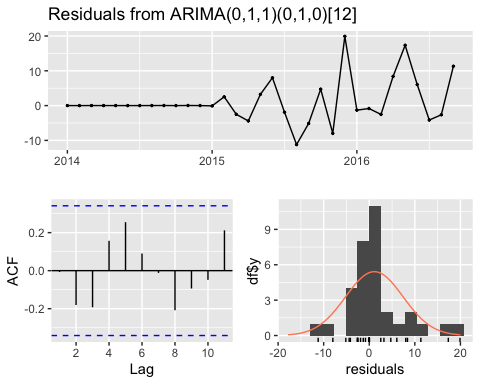 Residuals from ARIMA(0,1,1)(0,1,0)[12]
20
10
0
-10
2014 2015 2016
ACF
0.2
0.0
-0.2
2 4 6 8 10
Lag
df$y
9
6
3
0
-20 -10 0 10 20
residuals